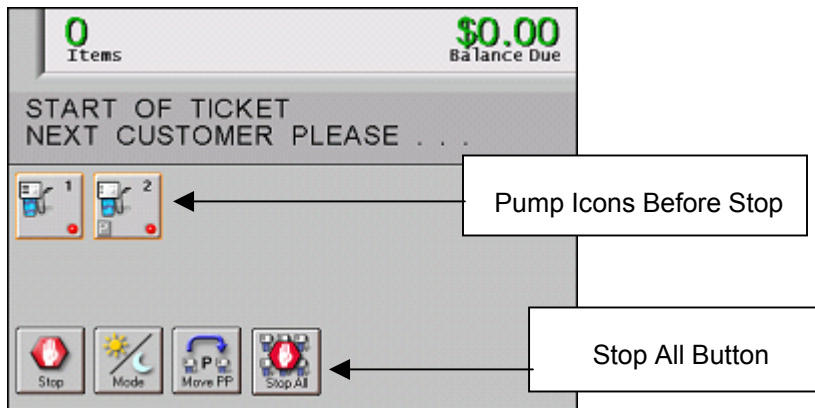 0
Items
$0.00
Balance Due
START OF TICKET
NEXT CUSTOMER PLEASE . . .
1
2
Pump Icons Before Stop
Stop
Mode
P
Move PP
Stop All
Stop All Button